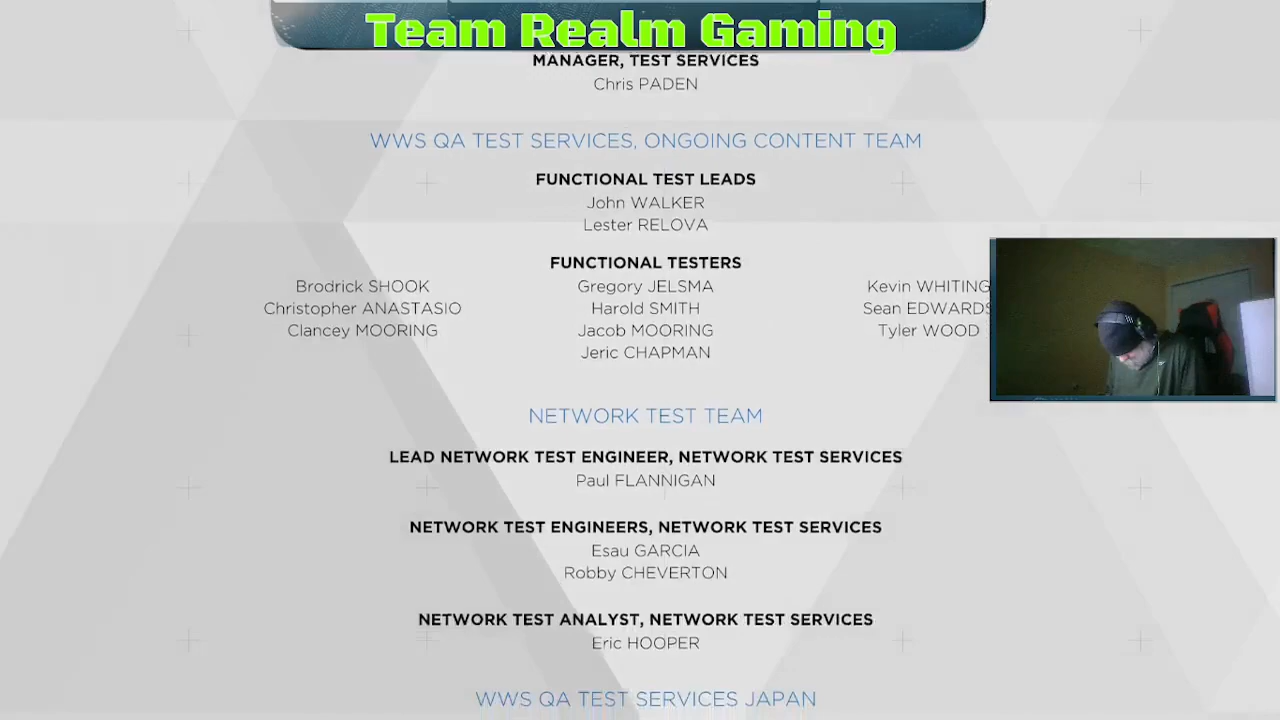 Team Realm Gaming
MANAGER, TEST SERVICES
Chris PADEN
WWS QA TEST SERVICES, ONGOING CONTENT TEAM
FUNCTIONAL TEST LEADS
John WALKER
Lester RELOVA
FUNCTIONAL TESTERS
Brodrick SHOOK Gregory JELSMA Kevin WHITING
Christopher ANASTASIO Harold SMITH Sean EDWARDS
Clancey MOORING Jacob MOORING Tyler WOOD
Jeric CHAPMAN
NETWORK TEST TEAM
LEAD NETWORK TEST ENGINEER, NETWORK TEST SERVICES
Paul FLANNIGAN
NETWORK TEST ENGINEERS, NETWORK TEST SERVICES
Esau GARCIA
Robby CHEVERTON
NETWORK TEST ANALYST, NETWORK TEST SERVICES
Eric HOOPER
WWS QA TEST SERVICES JAPAN